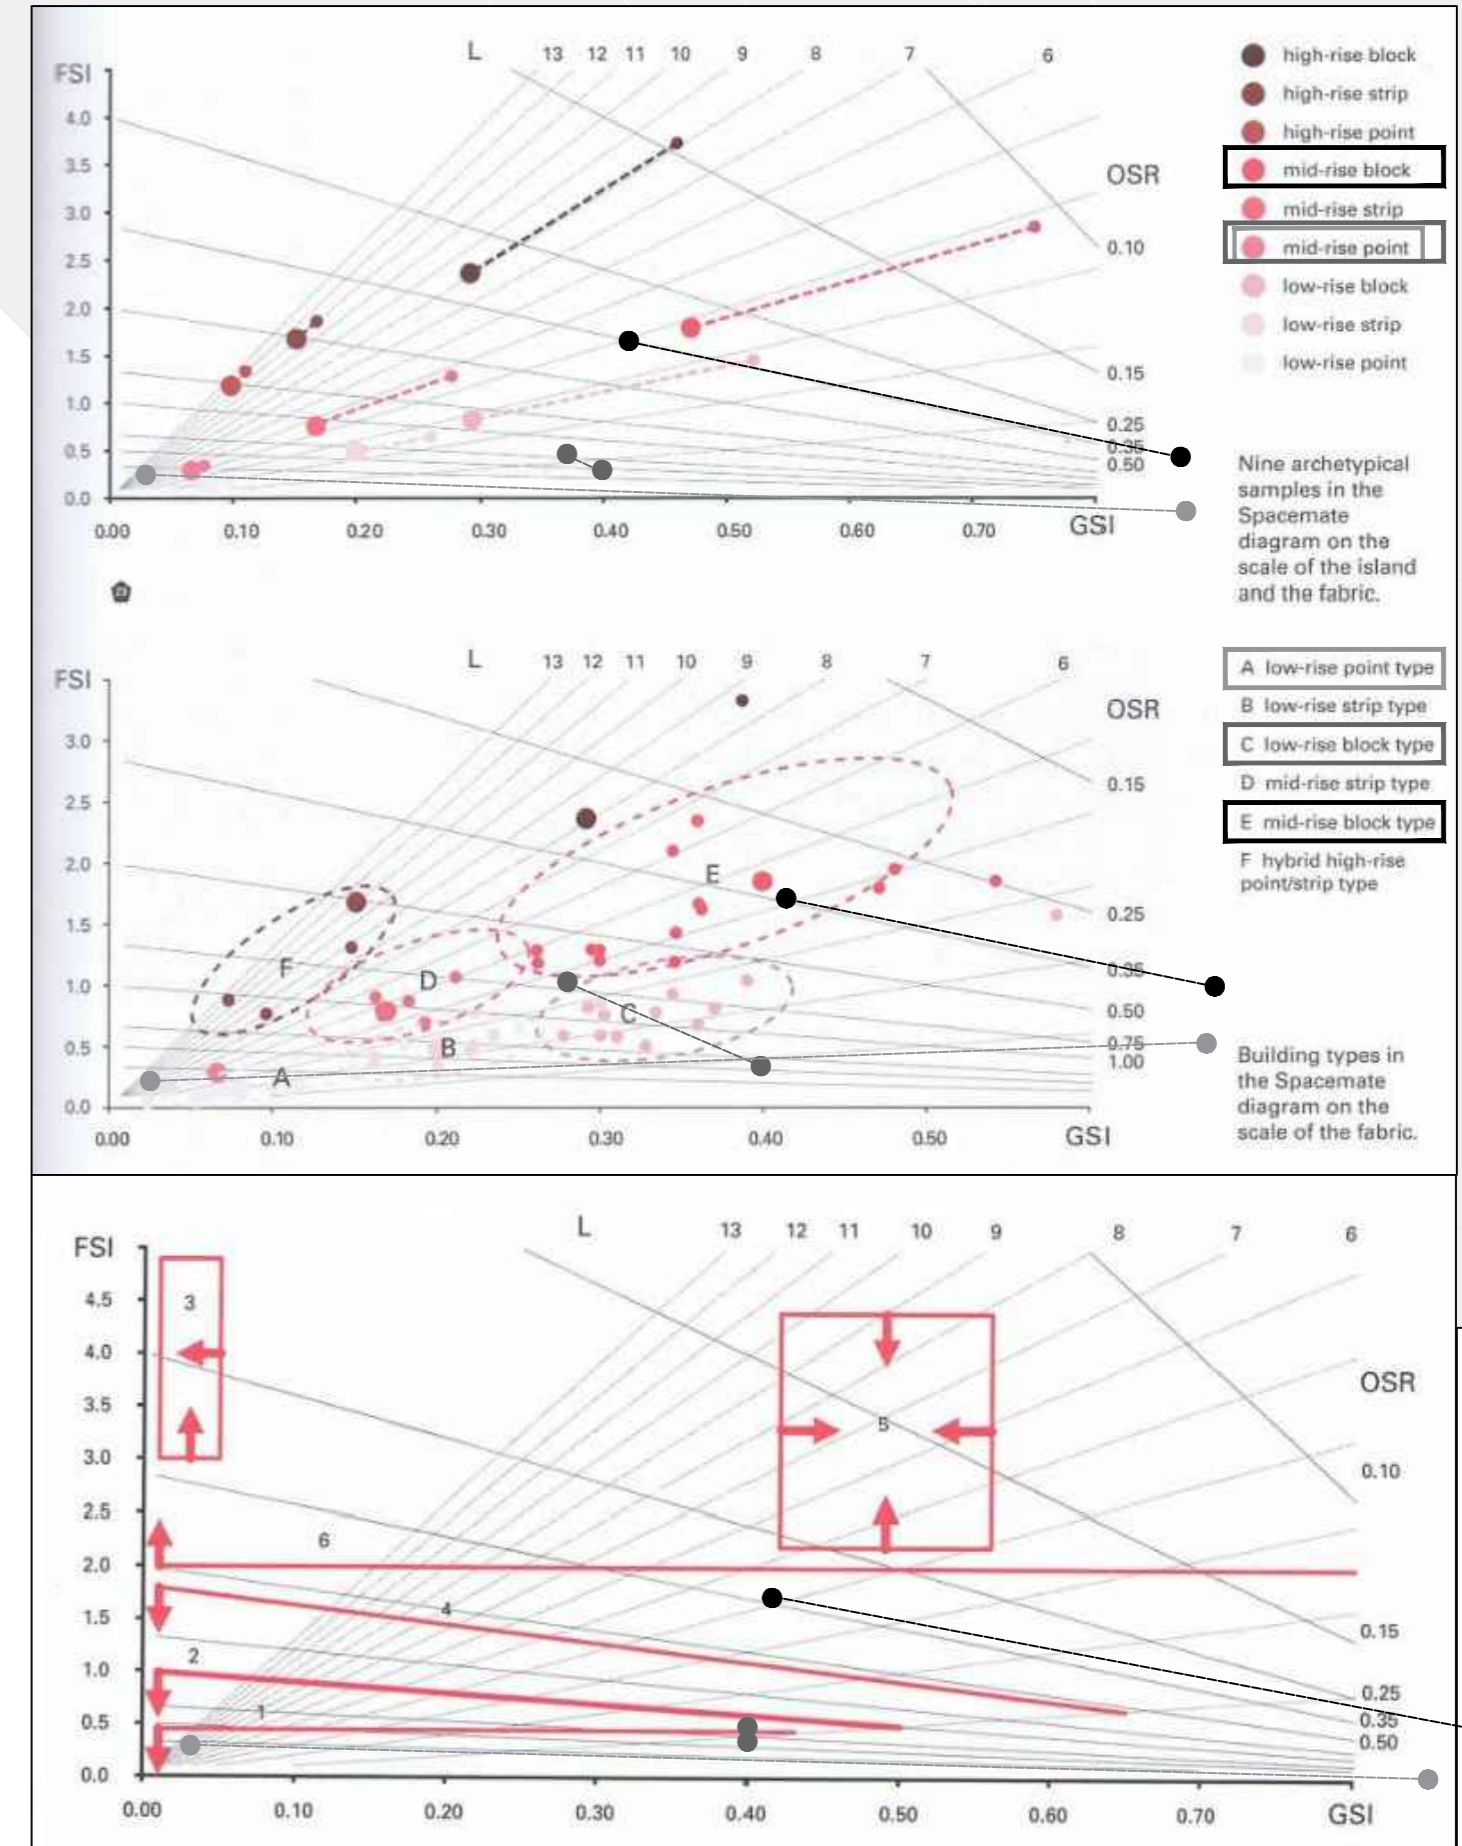 L 13 12 11 10 9 8 7 6
FSI
4.0
3.5
3.0
2.5
2.0
1.5
1.0
0.5
0.0
0.00 0.10 0.20 0.30 0.40 0.50 0.60 0.70 GSI
OSR
0.10
0.15
0.25
0.35
0.50
high-rise block
high-rise strip
high-rise point
mid-rise block
mid-rise strip
mid-rise point
low-rise block
low-rise strip
low-rise point
Nine archetypical
samples in the
Spacemate
diagram on the
scale of the island
and the fabric.
L 13 12 11 10 9 8 7 6
FSI
3.0
2.5
2.0
1.5
1.0
0.5
0.0
0.00 0.10 0.20 0.30 0.40 0.50 GSI
E
F
D
C
B
A
OSR
0.15
0.25
0.35
0.50
0.75
1.00
A low-rise point type
B low-rise strip type
C low-rise block type
D mid-rise strip type
E mid-rise block type
F hybrid high-rise
point/strip type
Building types in
the Spacemate
diagram on the
scale of the fabric.
L 13 12 11 10 9 8 7 6
FSI
4.5
4.0
3.5
3.0
2.5
2.0
1.5
1.0
0.5
0.0
0.00 0.10 0.20 0.30 0.40 0.50 0.60 0.70 GSI
3
5
6
4
2
1
OSR
0.10
0.15
0.25
0.35
0.50